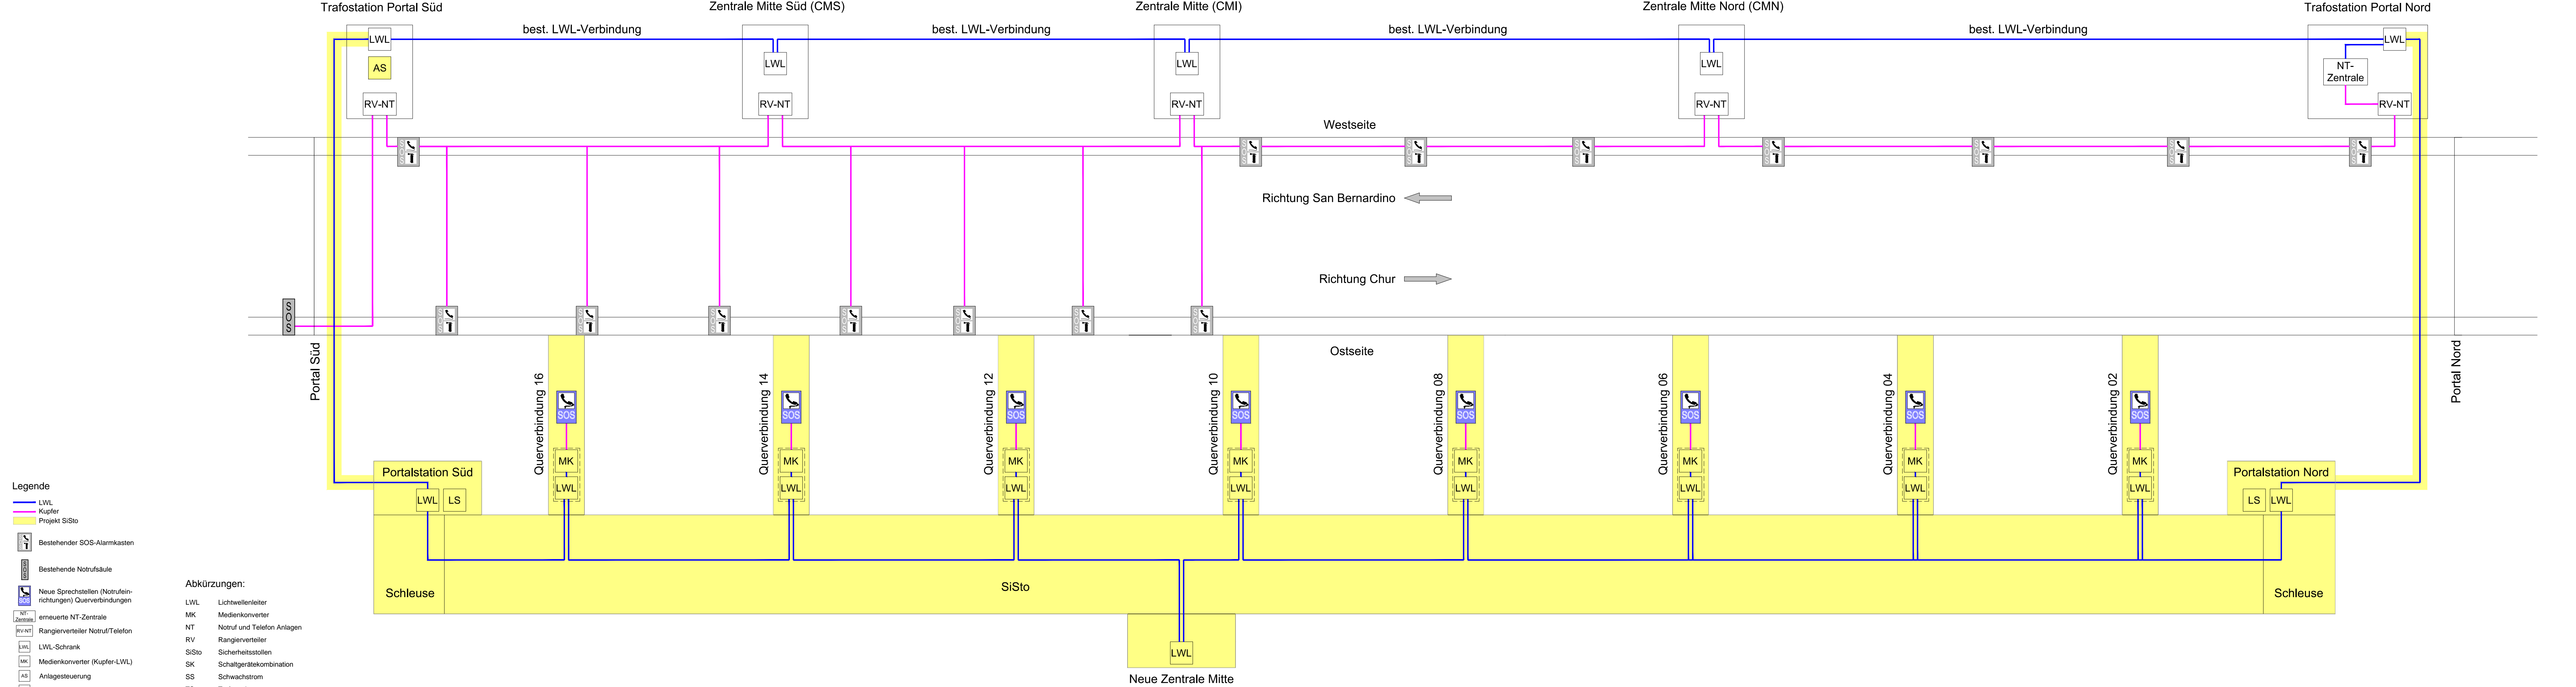 Trafostation Portal Süd
Zentrale Mitte Süd (CMS)
Zentrale Mitte (CMI)
Zentrale Mitte Nord (CMN)
Trafostation Portal Nord
best. LWL-Verbindung
best. LWL-Verbindung
best. LWL-Verbindung
best. LWL-Verbindung
LWL
LWL
LWL
LWL
LWL
AS
NT-
Zentrale
RV-NT
RV-NT
RV-NT
RV-NT
RV-NT
Westseite
Richtung San Bernardino
Richtung Chur
SOS
Ostseite
Portal Süd
Portal Nord
Querverbindung 16
Querverbindung 14
Querverbindung 12
Querverbindung 10
Querverbindung 08
Querverbindung 06
Querverbindung 04
Querverbindung 02
SOS
SOS
SOS
SOS
SOS
SOS
SOS
SOS
MK
MK
MK
MK
MK
MK
MK
MK
LWL
LWL
LWL
LWL
LWL
LWL
LWL
LWL
Portalstation Süd
LWL
LS
Portalstation Nord
LS
LWL
Schleuse
SiSto
Schleuse
LWL
Neue Zentrale Mitte
Legende
LWL
Kupfer
Projekt SiSto
Bestehender SOS-Alarmkasten
Bestehende Notrufsäule
SOS
Neue Sprechstellen (Notrufein-
richtungen) Querverbindungen
NT-
Zentrale
erneuerte NT-Zentrale
RV-NT
Rangierverteiler Notruf/Telefon
LWL
LWL-Schrank
MK
Medienkonverter (Kupfer-LWL)
AS
Anlagesteuerung
Abkürzungen:
LWL Lichtwellenleiter
MK Medienkonverter
NT Notruf und Telefon Anlagen
RV Rangierverteiler
SiSto Sicherheitsstollen
SK Schaltgerätekombination
SS Schwachstrom